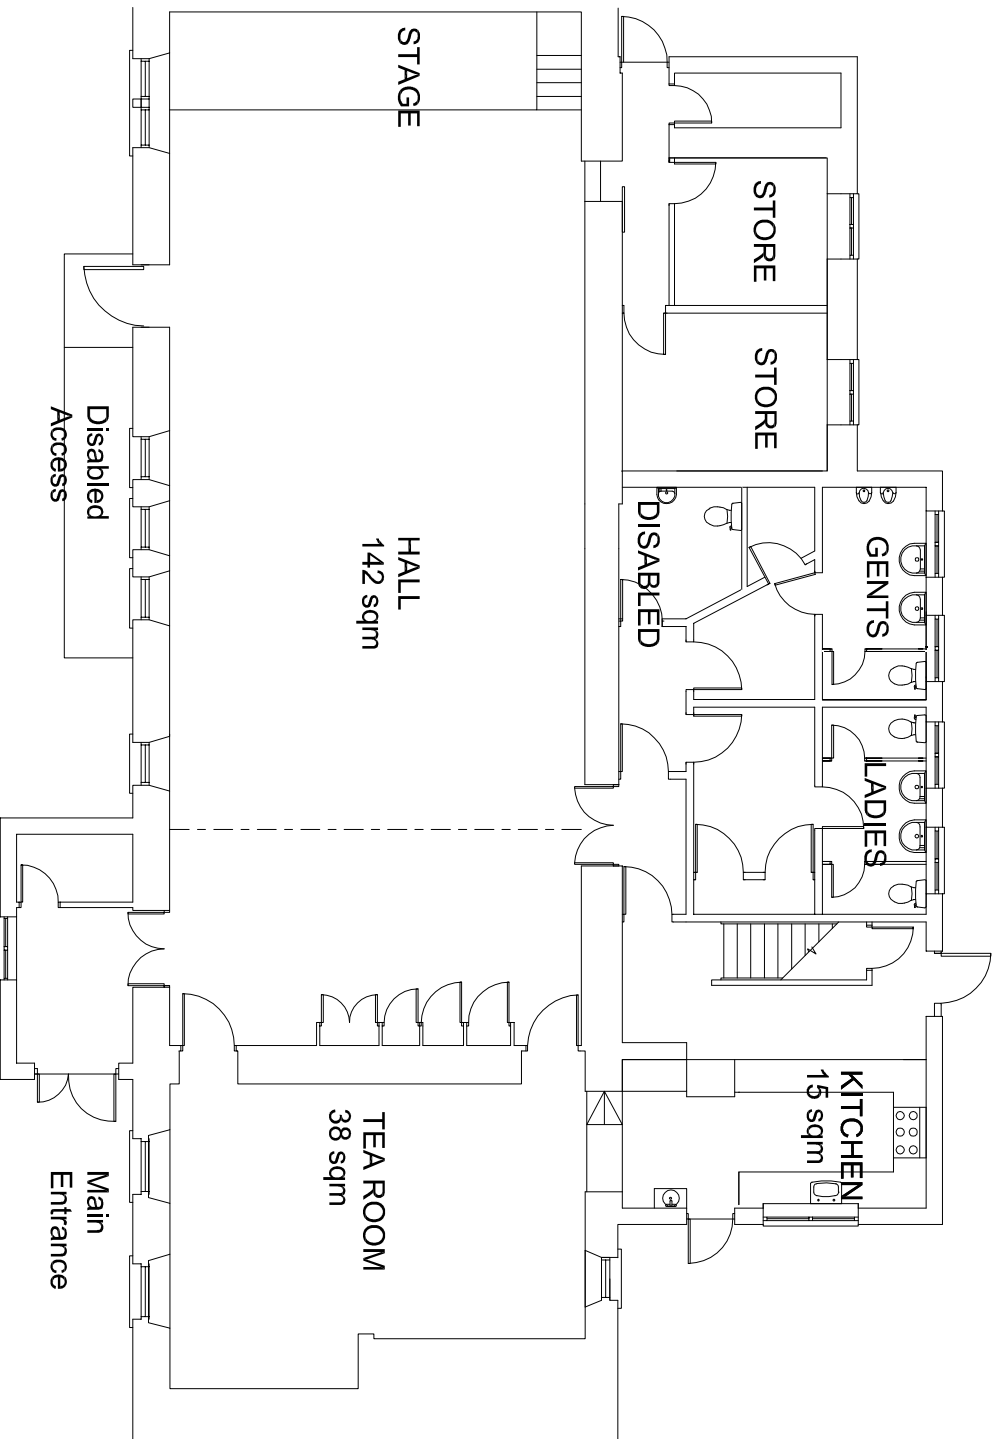 STAGE
STORE
STORE
Disabled
Access
HALL
142 sqm
DISABLED
GENTS
LADIES
KITCHEN
15 sqm
TEA ROOM
38 sqm
Main
Entrance